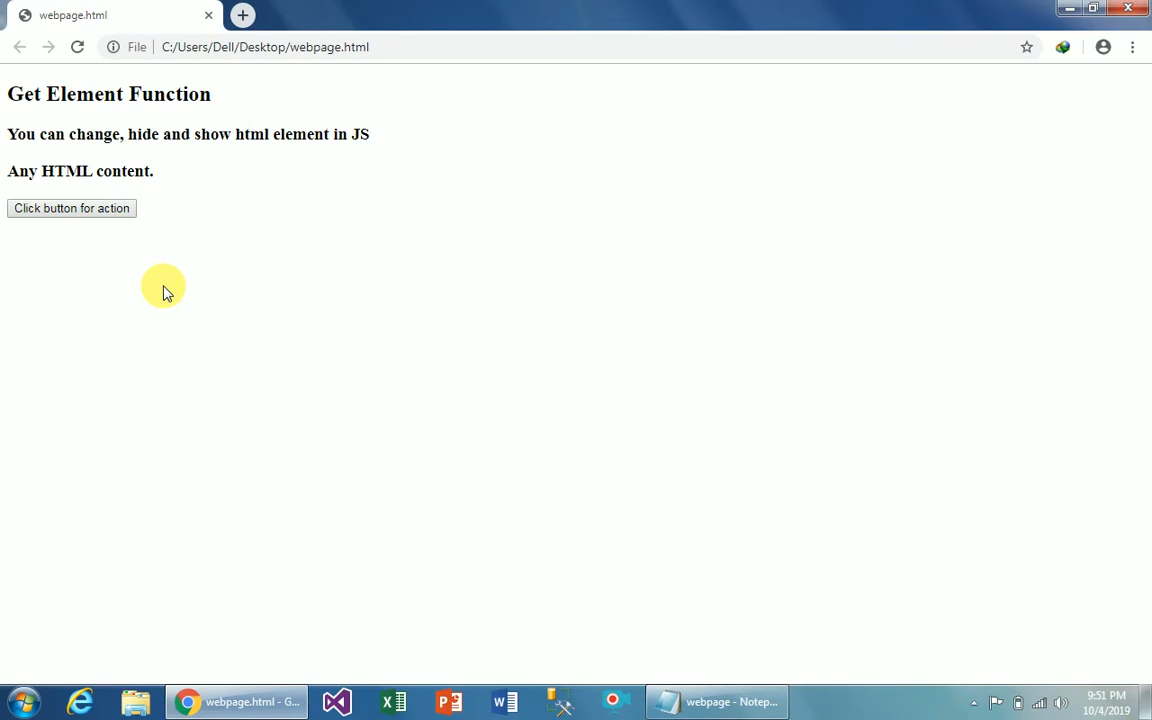 webpage.html
File
C:/Users/Dell/Desktop/webpage.html
Get Element Function
You can change, hide and show html element in JS
Any HTML content.
Click button for action
webpage.html - G...
webpage - Notep...
9:51 PM
10/4/2019